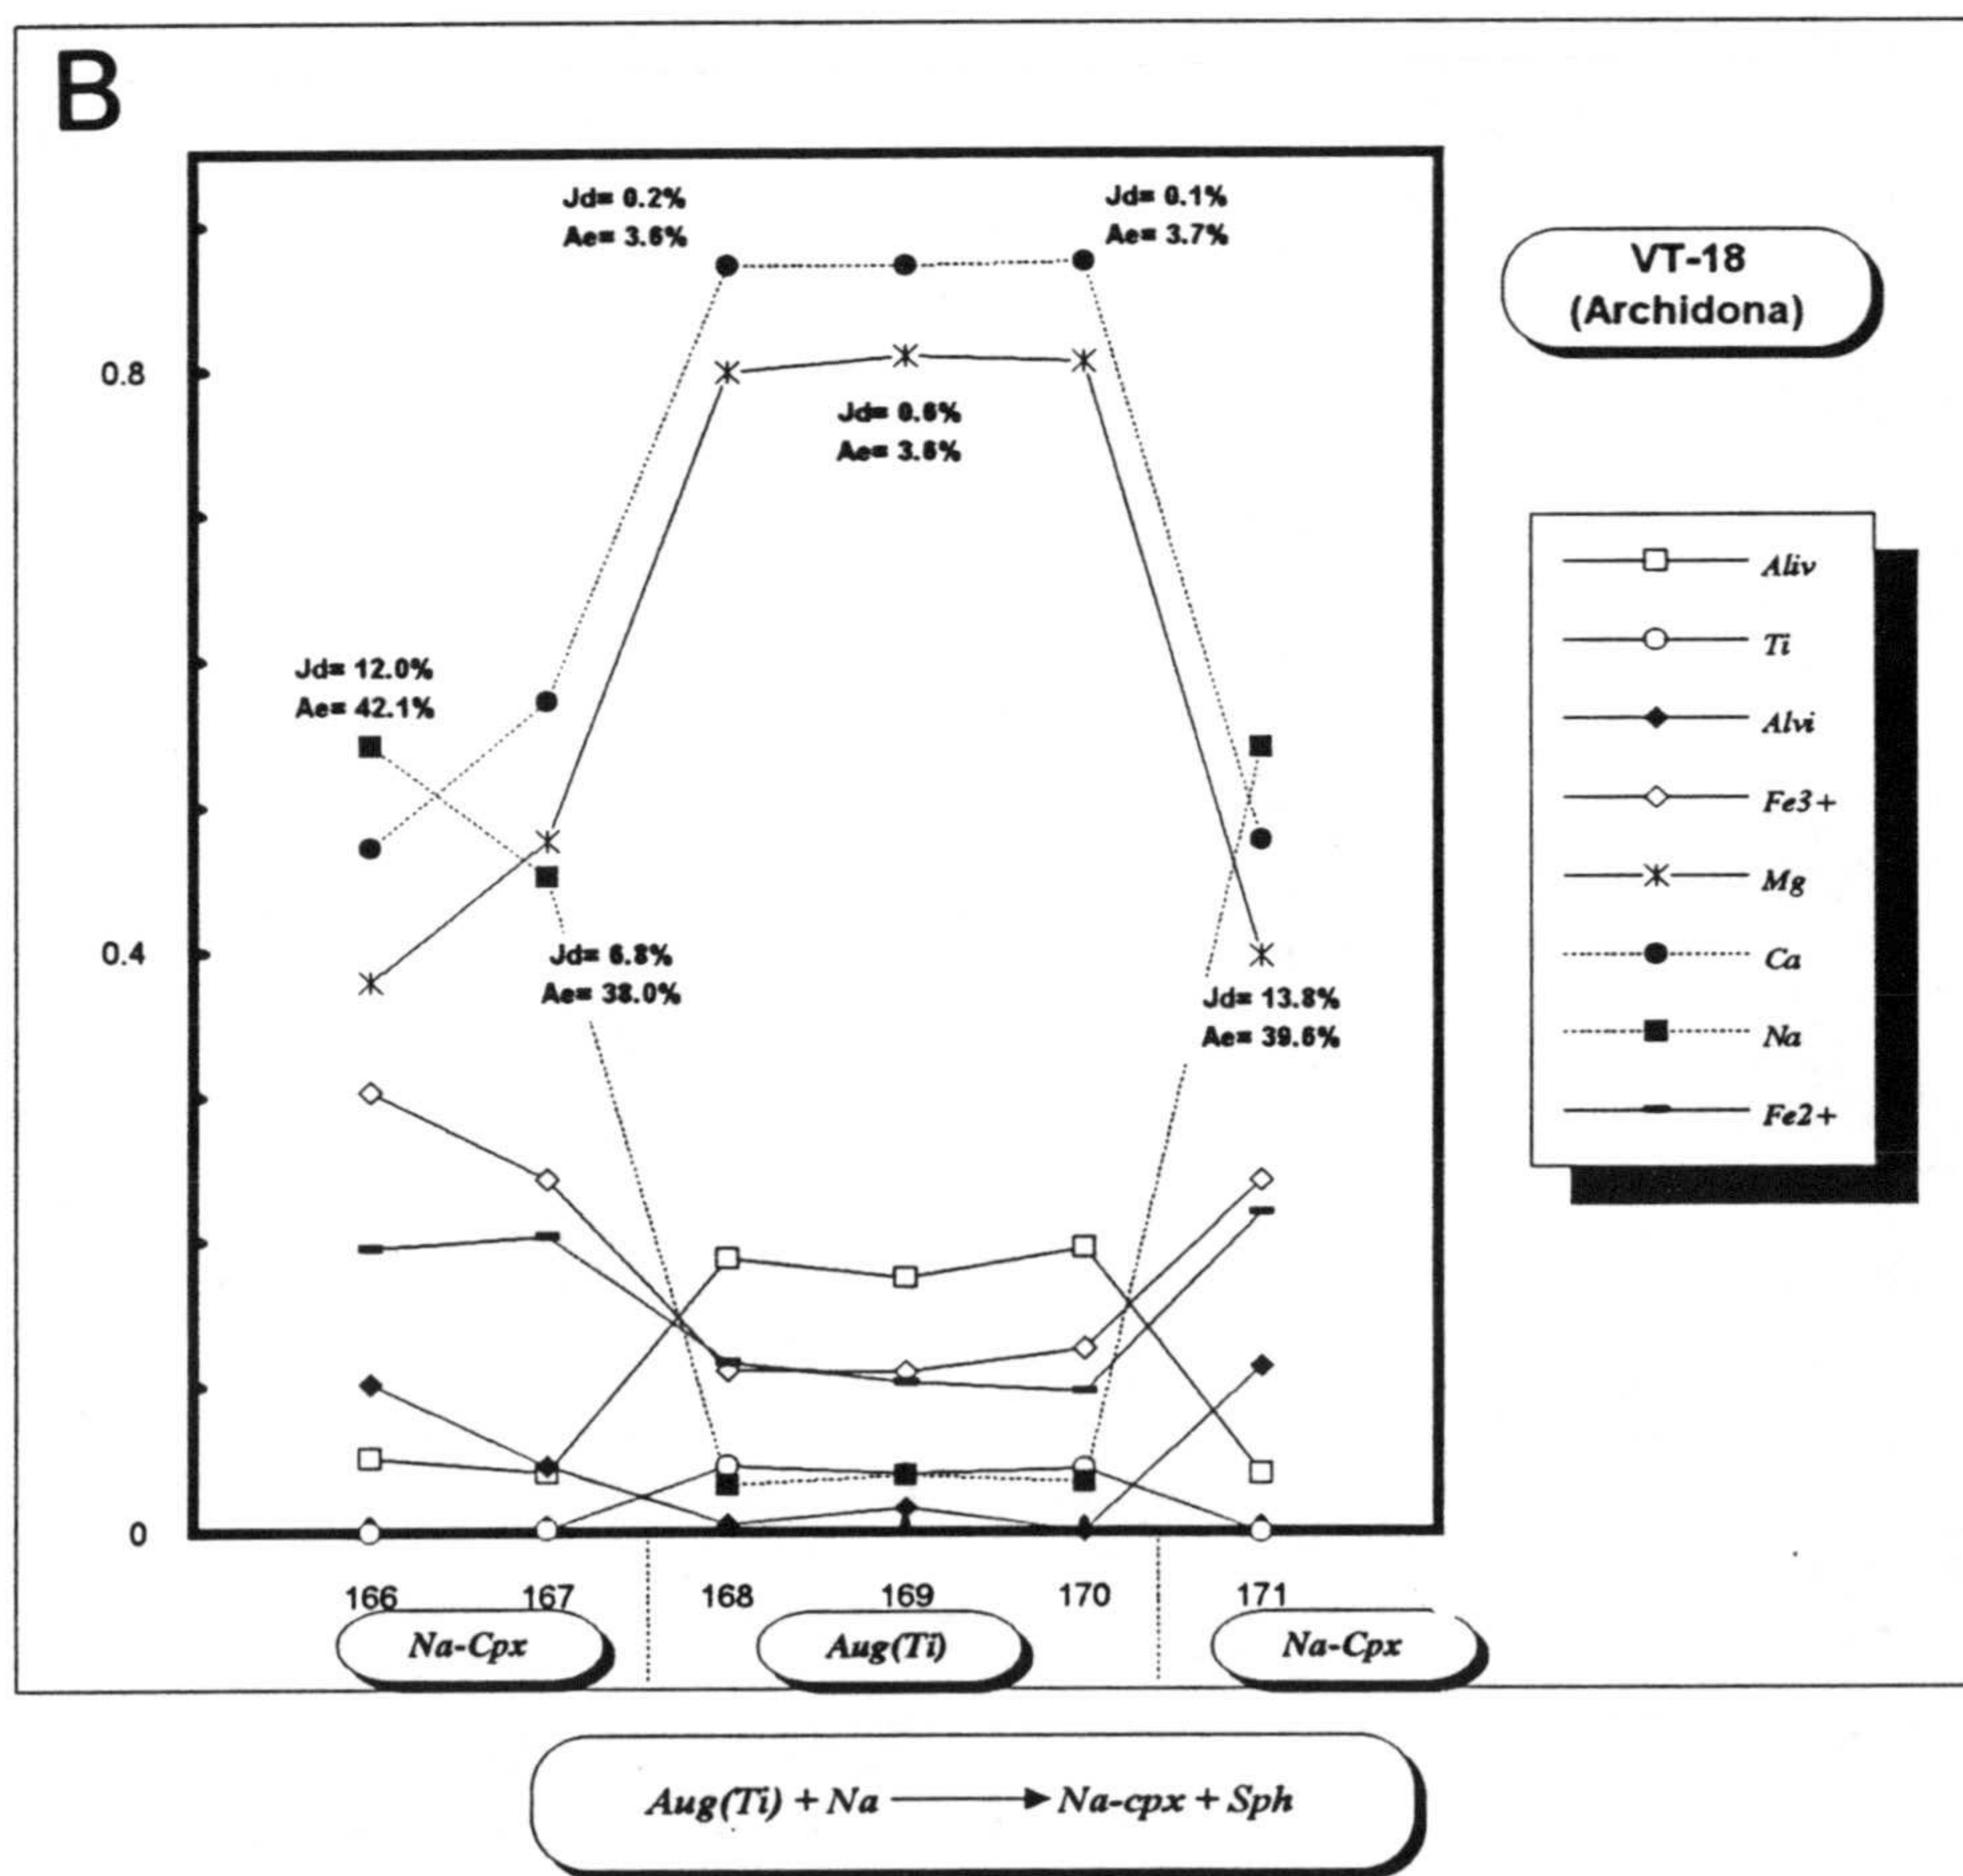 B
Jd= 0.2%
Ae= 3.6%
Jd= 0.1%
Ae= 3.7%
VT-18
(Archidona)
0.8
Jd= 0.6%
Ae= 3.6%
Aliv
Ti
Alvi
Fe3+
Mg
Ca
Na
Fe2+
Jd= 12.0%
Ae= 42.1%
0.4
Jd= 6.8%
Ae= 38.0%
Jd= 13.8%
Ae= 39.6%
0
166 167 168 169 170 171
Na-Cpx Aug(Ti) Na-Cpx
Aug(Ti) + Na → Na-cpx + Sph